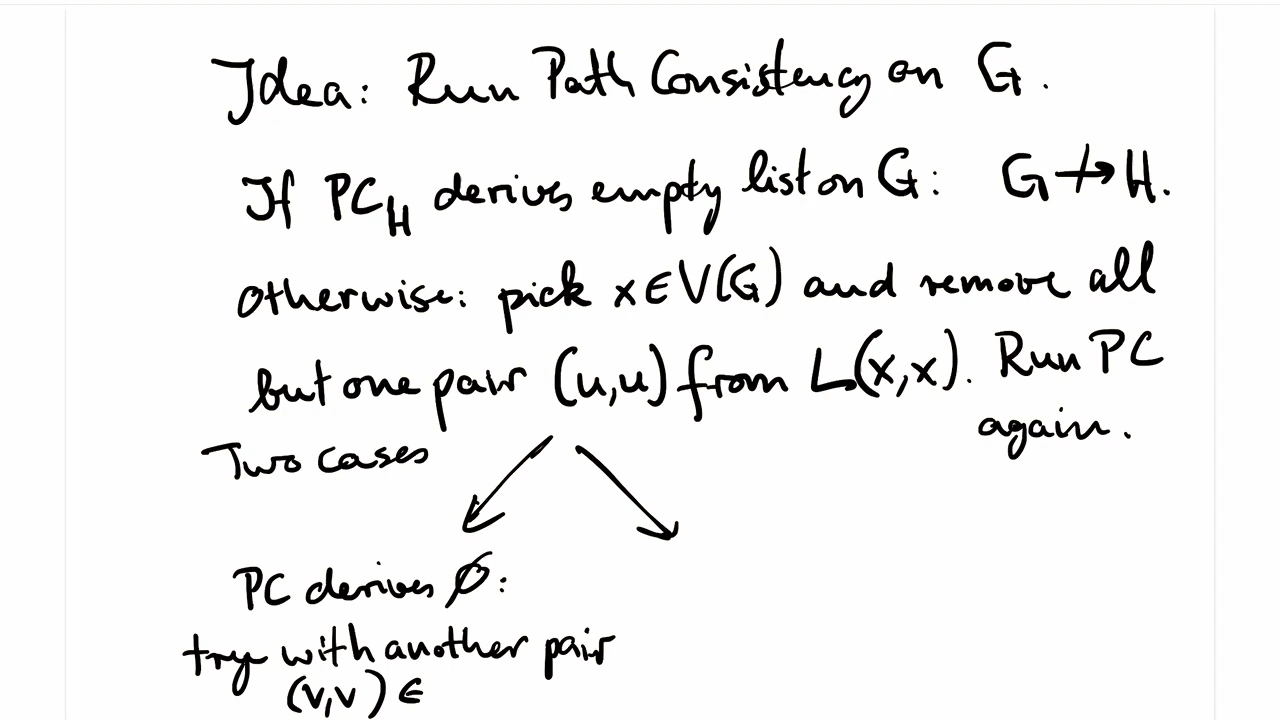 Idea: Run Path Consistency on G.
If PC_H derives empty list on G: G ↛ H.
otherwise: pick x ∈ V(G) and remove all
but one pair (u,u) from L(x,x). Run PC
again.
Two cases
PC derives ∅:
try with another pair
(v,v) ∈